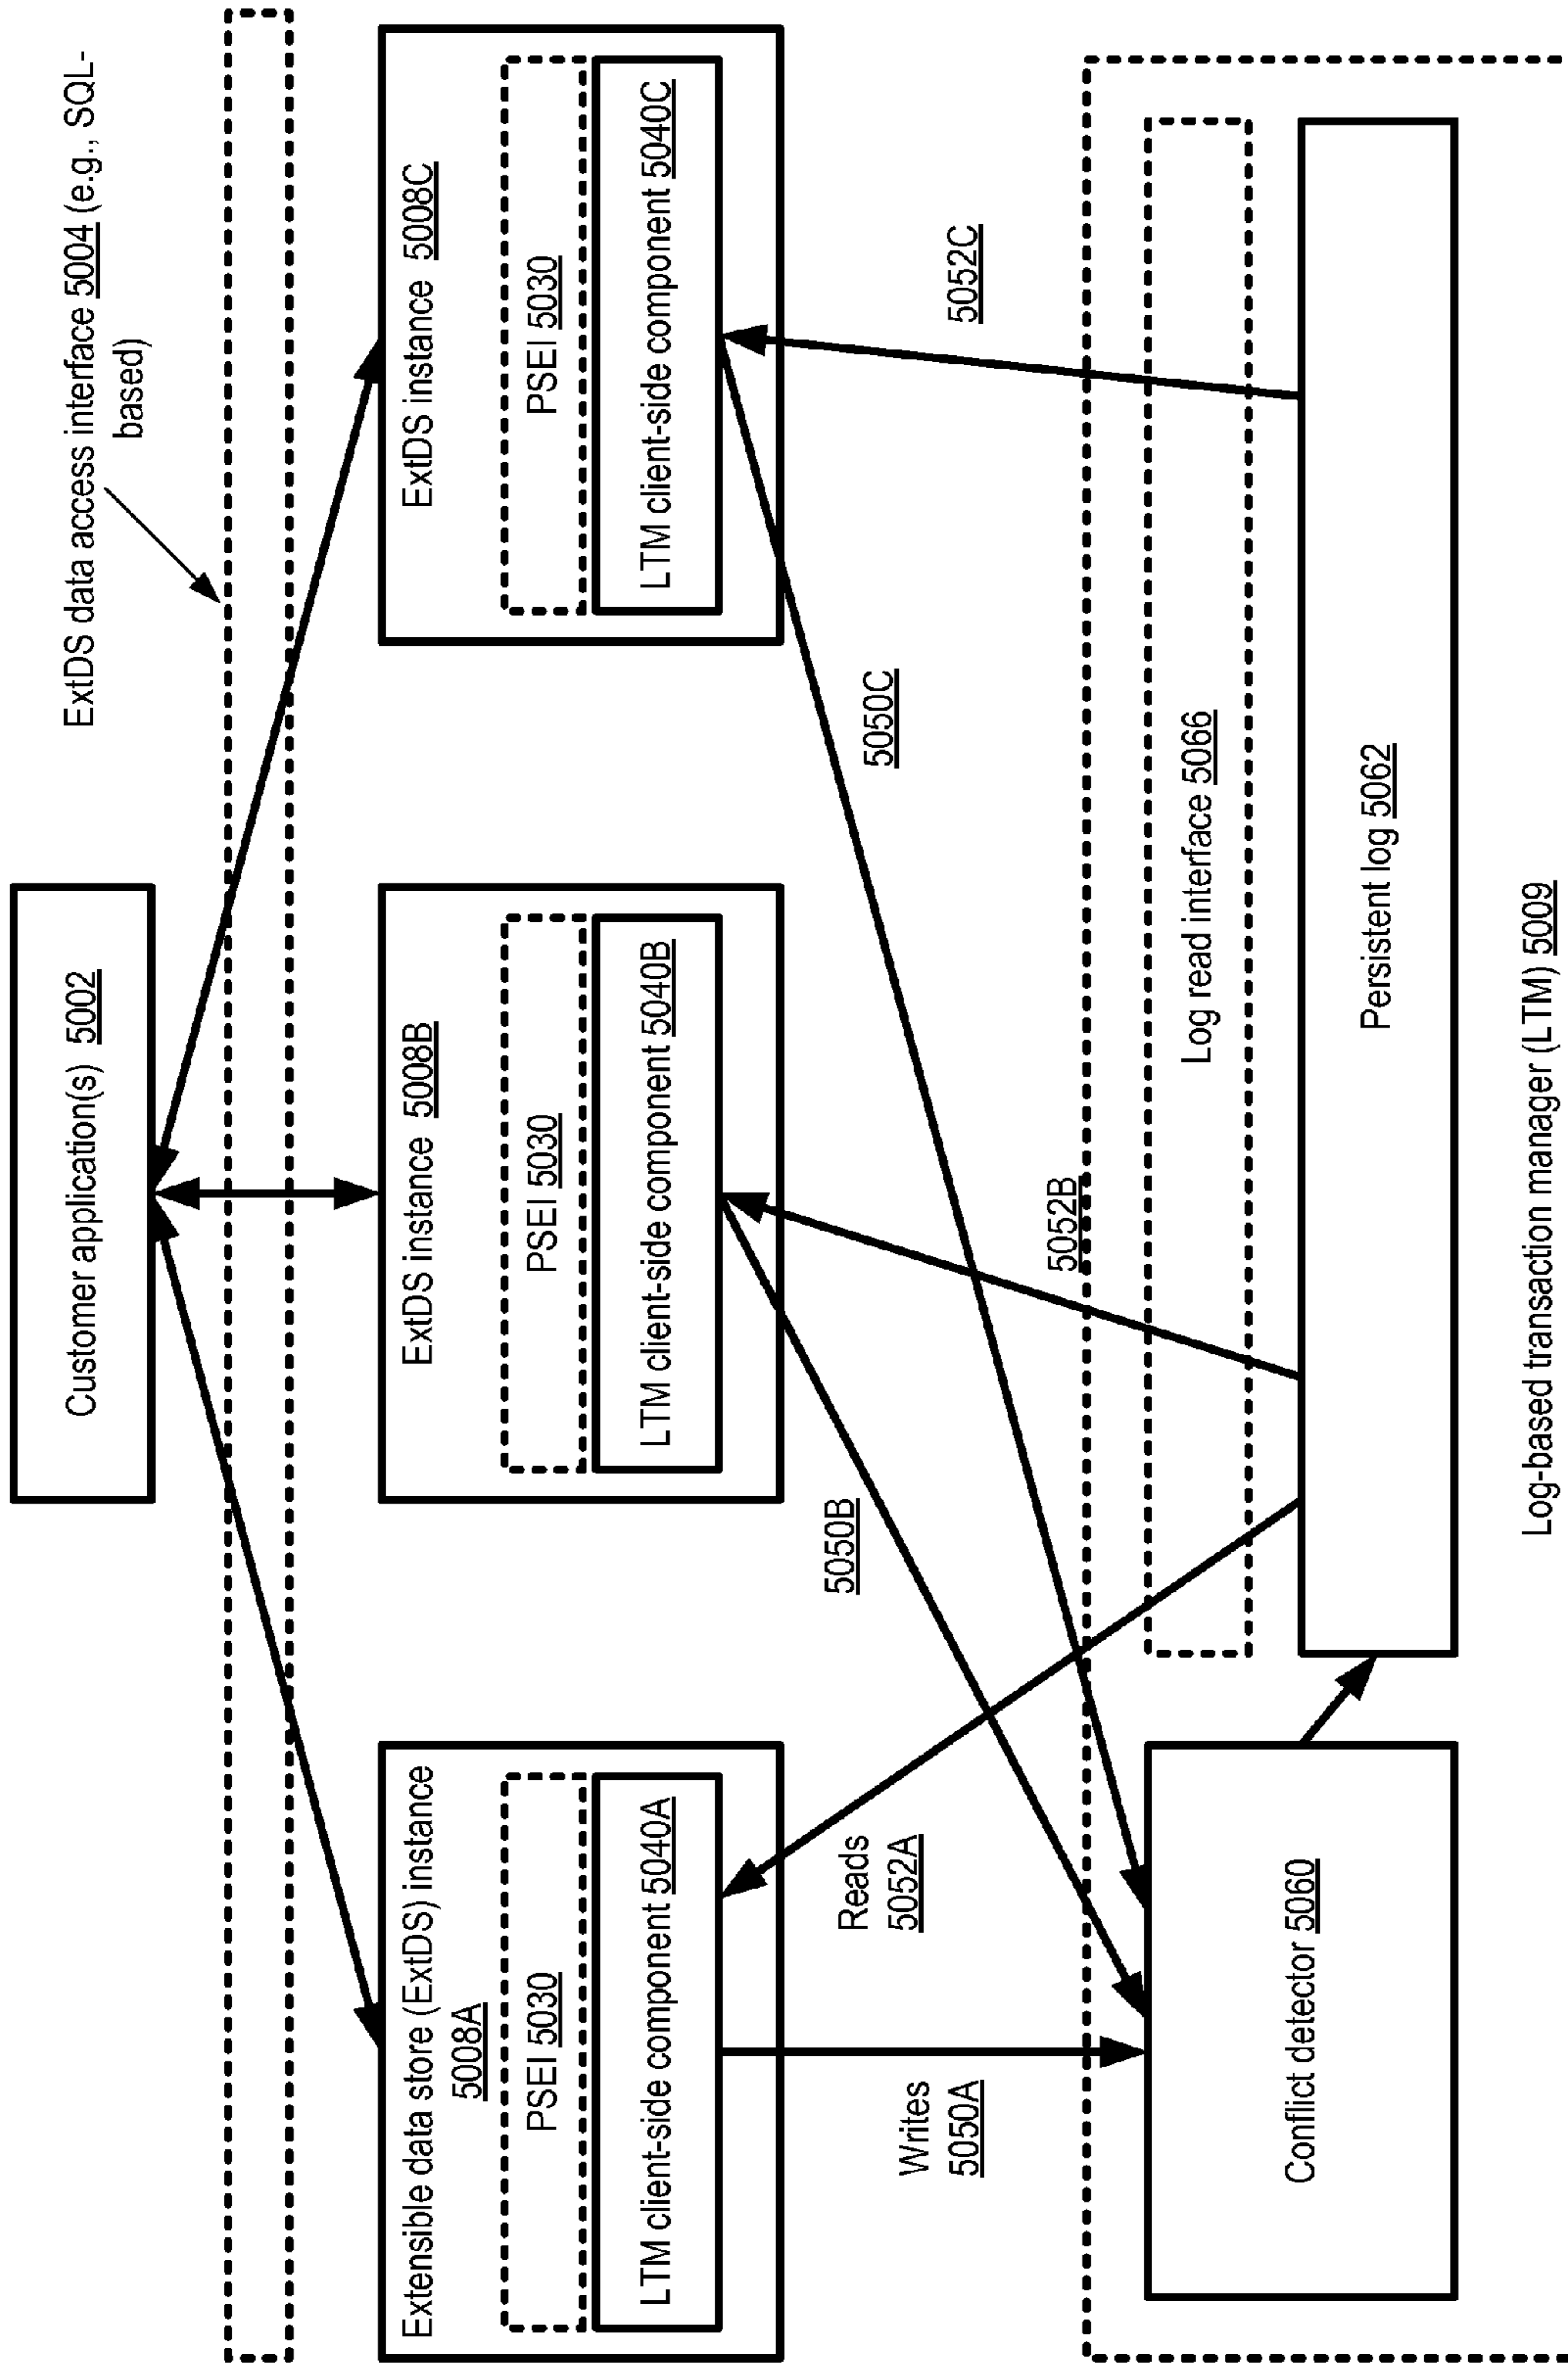 Customer application(s) 5002
ExtDS data access interface 5004 (e.g., SQL-
based)
Extensible data store (ExtDS) instance
5008A
PSEI 5030
LTM client-side component 5040A
ExtDS instance 5008B
PSEI 5030
LTM client-side component 5040B
ExtDS instance 5008C
PSEI 5030
LTM client-side component 5040C
Writes
5050A
Reads
5052A
5050B
5052B
5050C
5052C
Conflict detector 5060
Log read interface 5066
Persistent log 5062
Log-based transaction manager (LTM) 5009